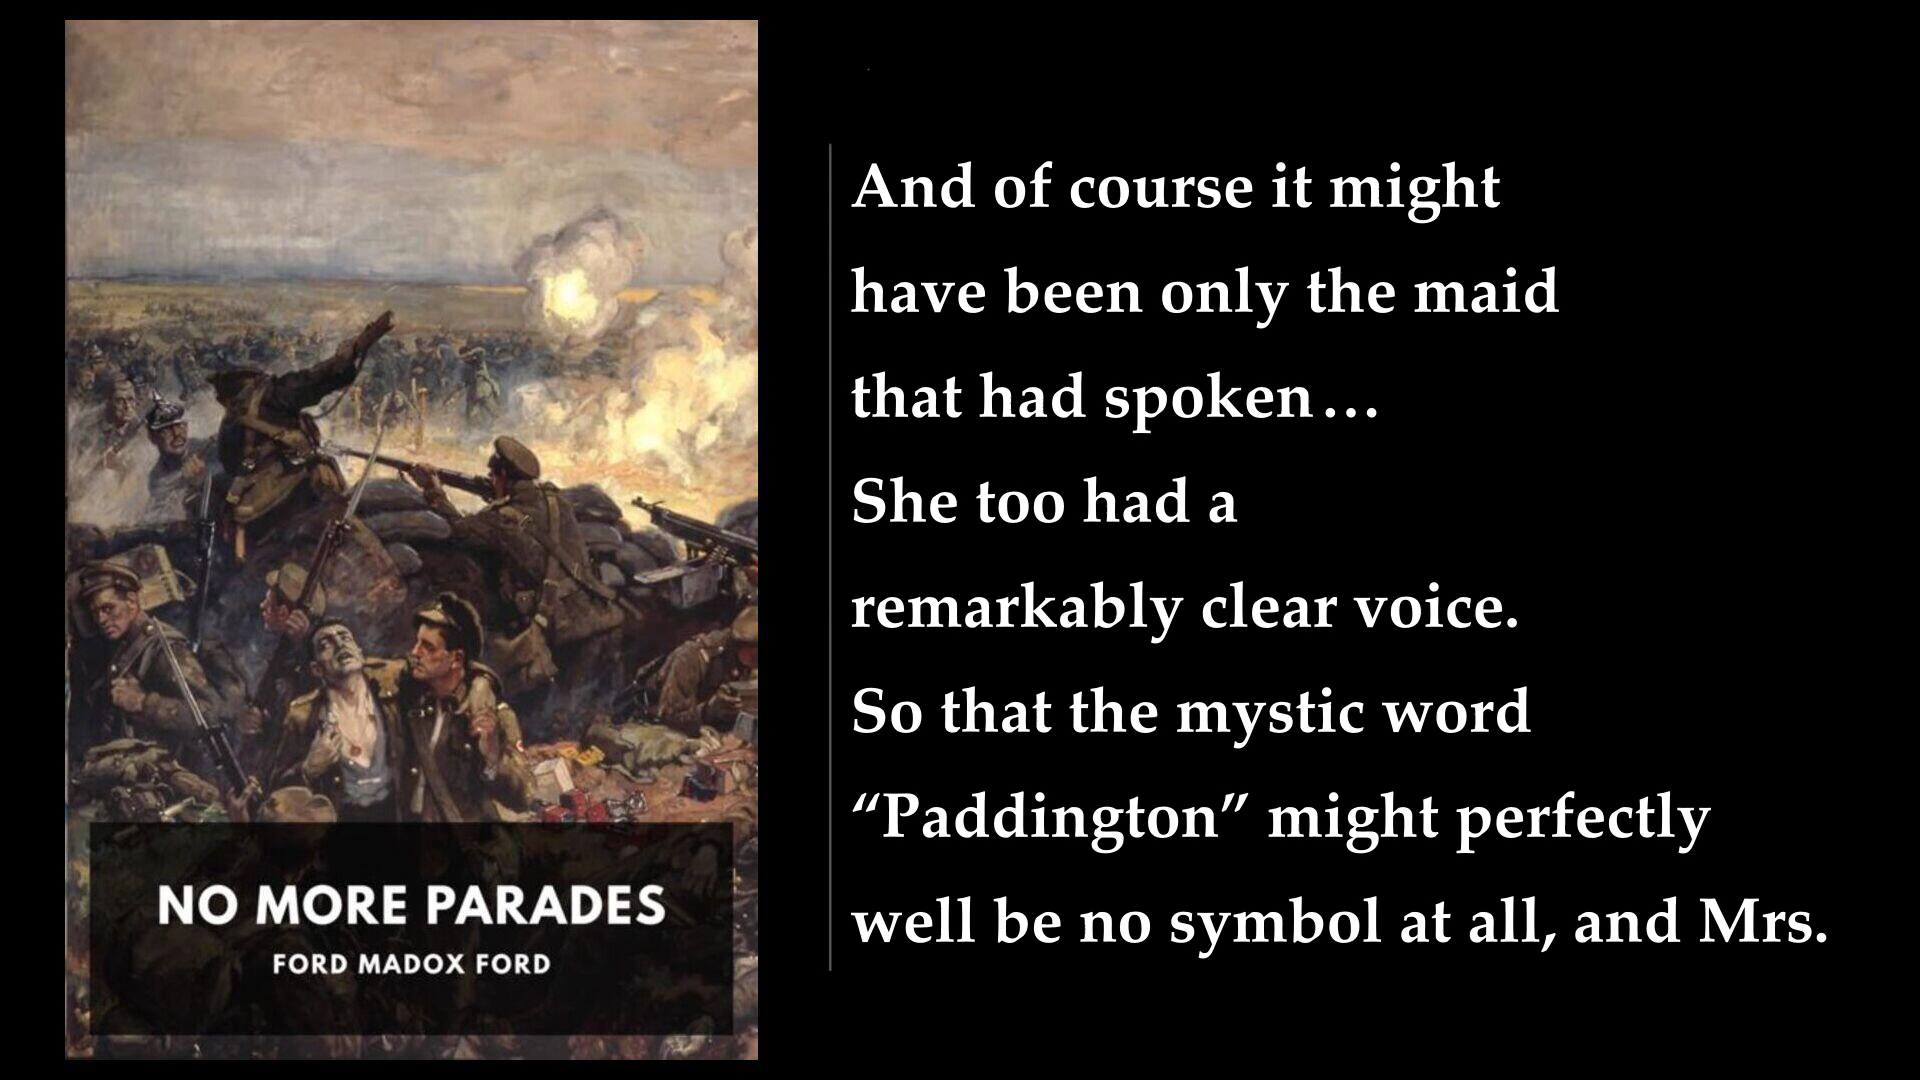 NO MORE PARADES
FORD MADOX FORD
And of course it might
have been only the maid
that had spoken…
She too had a
remarkably clear voice.
So that the mystic word
“Paddington” might perfectly
well be no symbol at all, and Mrs.